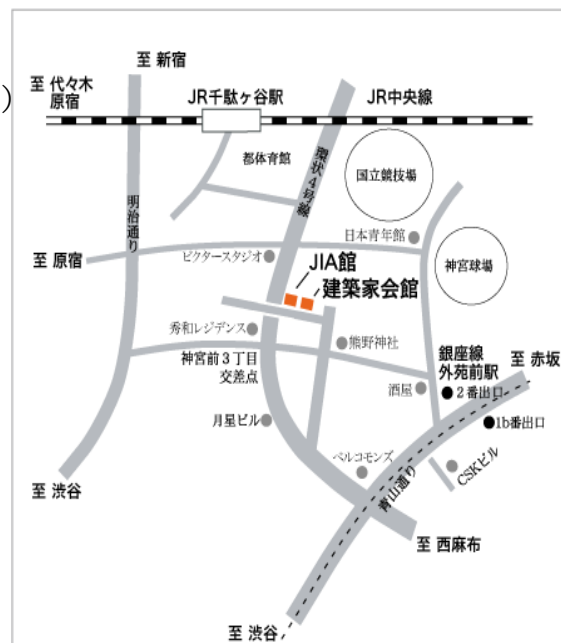 至 新宿
至 代々木
原宿
)
JR千駄ヶ谷駅
JR中央線
都体育館
環状4号線
国立競技場
明治通り
日本青年館
至 原宿
ビクタースタジオ
神宮球場
JIA館
建築家会館
秀和レジデンス
熊野神社
神宮前3丁目
交差点
銀座線
外苑前駅
至 赤坂
酒屋
2番出口
月星ビル
1b番出口
ベルコモンズ
青山通り
CSKビル
至 渋谷
至 西麻布
至 渋谷